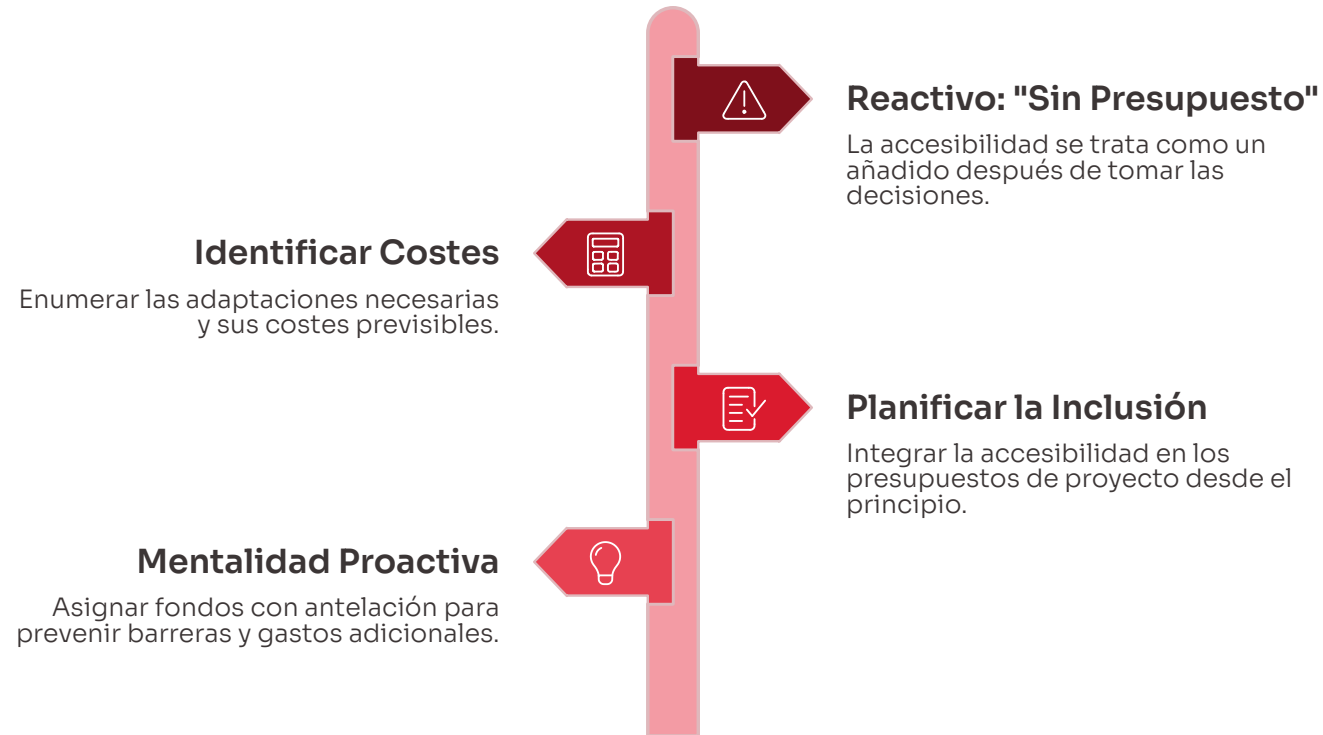 Reactivo: "Sin Presupuesto"
La accesibilidad se trata como un
añadido después de tomar las
decisiones.
Identificar Costes
Enumerar las adaptaciones necesarias
y sus costes previsibles.
Planificar la Inclusión
Integrar la accesibilidad en los
presupuestos de proyecto desde el
principio.
Mentalidad Proactiva
Asignar fondos con antelación para
prevenir barreras y gastos adicionales.